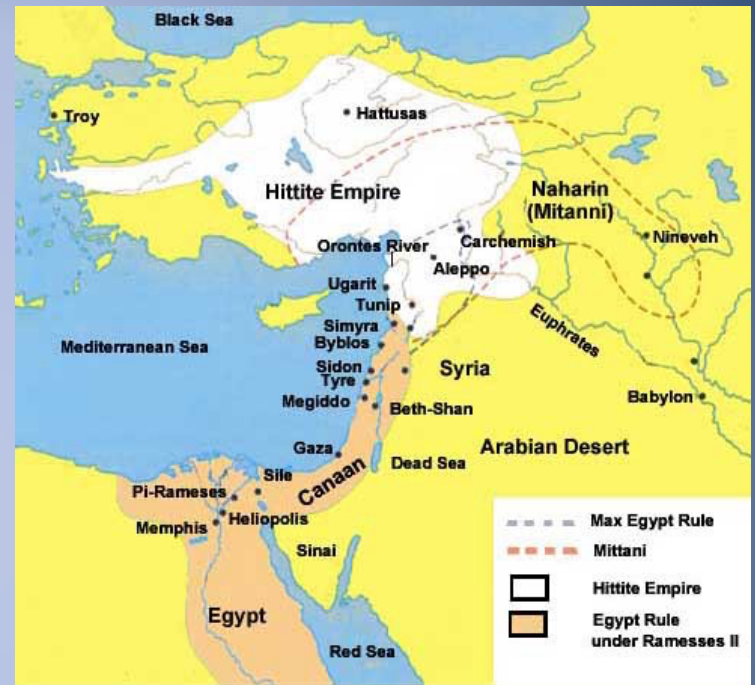 Black Sea
Troy
Hattusas
Hittite Empire
Naharin
(Mitanni)
Nineveh
Orontes River
Carchemish
Aleppo
Ugarit
Tunip
Simyra
Byblos
Euphrates
Mediterranean Sea
Sidon
Tyre
Syria
Megiddo
Beth-Shan
Babylon
Gaza
Arabian Desert
Dead Sea
Canaan
Sile
Pi-Rameses
Heliopolis
Memphis
Sinai
Egypt
Red Sea
Max Egypt Rule
Mittani
Hittite Empire
Egypt Rule
under Ramesses II